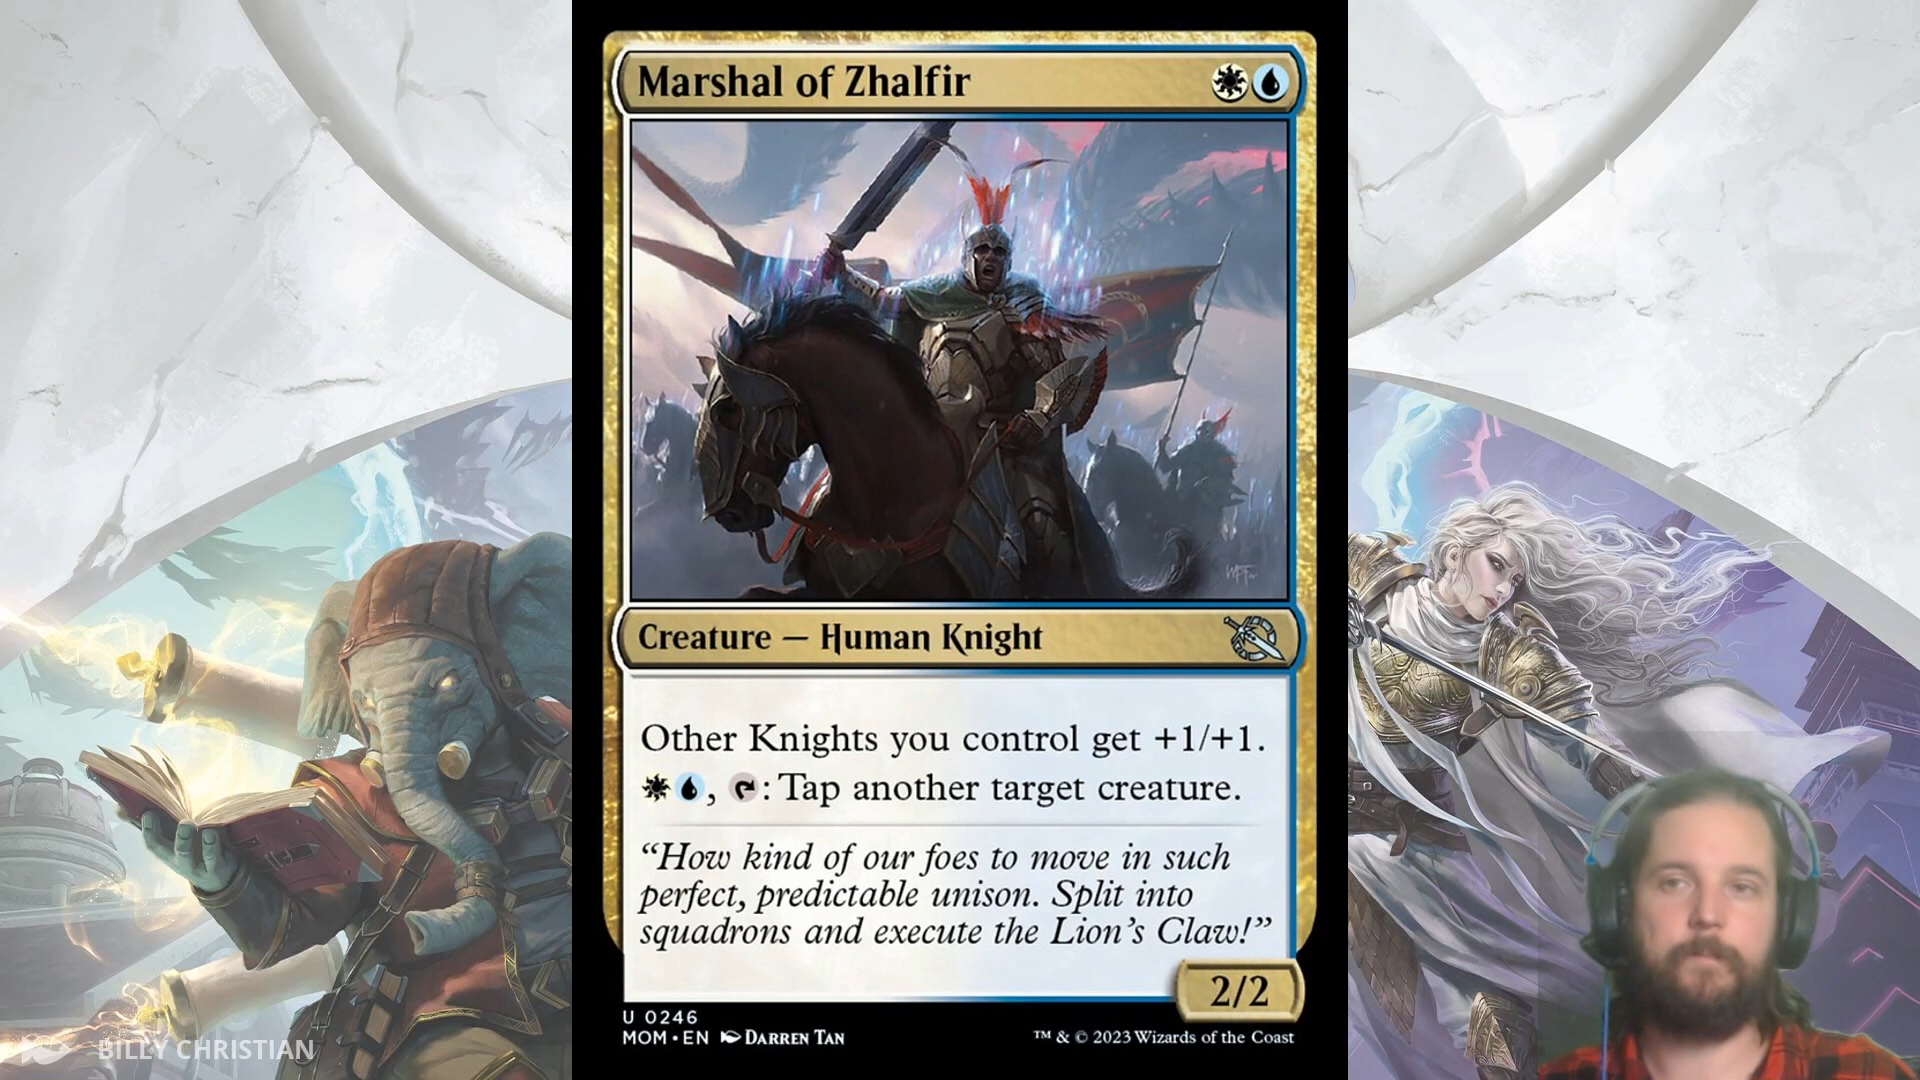 Marshal of Zhalfir
Creature — Human Knight
Other Knights you control get +1/+1.
, : Tap another target creature.
“How kind of our foes to move in such
perfect, predictable unison. Split into
squadrons and execute the Lion’s Claw!”
2/2
U 0246
MOM • EN DARREN TAN
™ & © 2023 Wizards of the Coast
BILLY CHRISTIAN